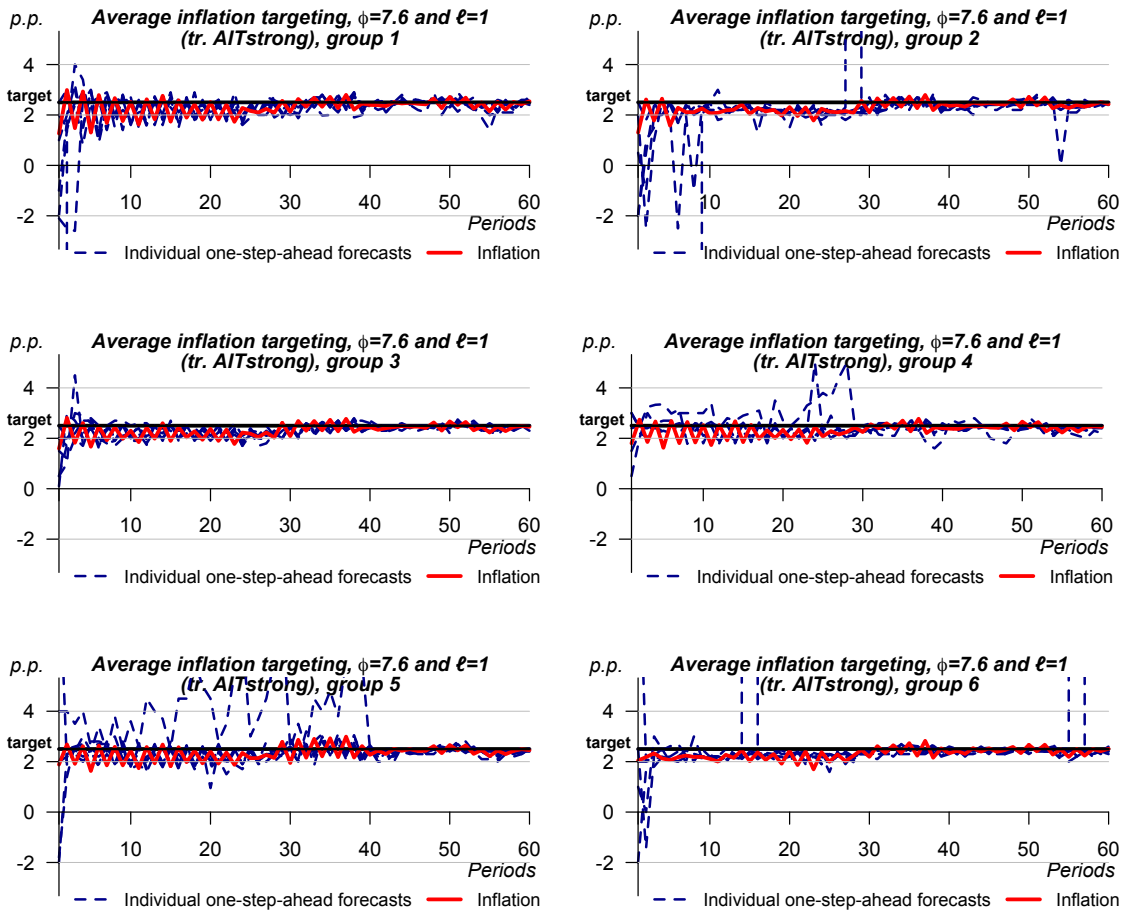 p.p.
Average inflation targeting, ϕ=7.6 and ℓ=1
(tr. AITstrong), group 1
4
target
2
0
-2
10 20 30 40 50 60
Periods
Individual one-step-ahead forecasts Inflation
p.p.
Average inflation targeting, ϕ=7.6 and ℓ=1
(tr. AITstrong), group 2
4
target
2
0
-2
10 20 30 40 50 60
Periods
Individual one-step-ahead forecasts Inflation
p.p.
Average inflation targeting, ϕ=7.6 and ℓ=1
(tr. AITstrong), group 3
4
target
2
0
-2
10 20 30 40 50 60
Periods
Individual one-step-ahead forecasts Inflation
p.p.
Average inflation targeting, ϕ=7.6 and ℓ=1
(tr. AITstrong), group 4
4
target
2
0
-2
10 20 30 40 50 60
Periods
Individual one-step-ahead forecasts Inflation
p.p.
Average inflation targeting, ϕ=7.6 and ℓ=1
(tr. AITstrong), group 5
4
target
2
0
-2
10 20 30 40 50 60
Periods
Individual one-step-ahead forecasts Inflation
p.p.
Average inflation targeting, ϕ=7.6 and ℓ=1
(tr. AITstrong), group 6
4
target
2
0
-2
10 20 30 40 50 60
Periods
Individual one-step-ahead forecasts Inflation